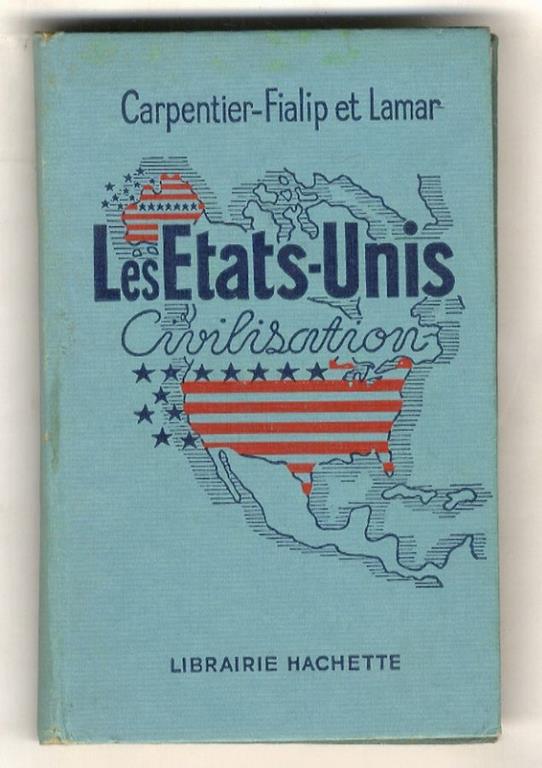 Carpentier-Fialip et Lamar
Les Etats-Unis
Civilisation
LIBRAIRIE HACHETTE